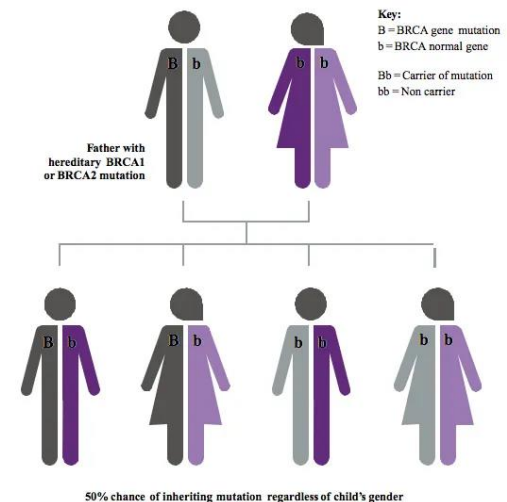 Key:
B = BRCA gene mutation
b = BRCA normal gene
Bb = Carrier of mutation
bb = Non carrier
B b
b b
Father with
hereditary BRCA1
or BRCA2 mutation
B b
B b
b b
b b
50% chance of inheriting mutation regardless of child's gender